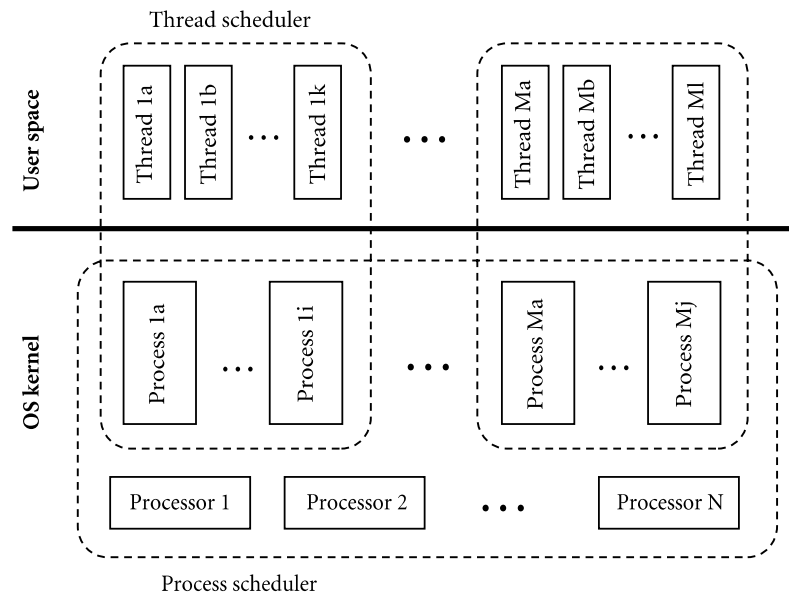 Thread scheduler
User space
Thread 1a
Thread 1b
...
Thread 1k
...
Thread Ma
Thread Mb
...
Thread Ml
OS kernel
Process 1a
...
Process 1i
...
Process Ma
...
Process Mj
Processor 1
Processor 2
...
Processor N
Process scheduler